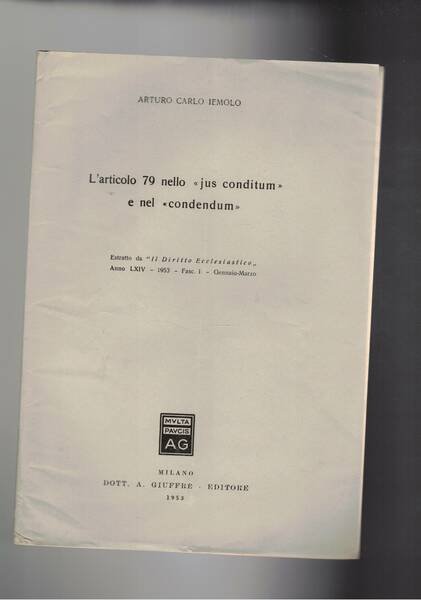 ARTURO CARLO IEMOLO
L'articolo 79 nello «jus conditum»
e nel «condendum»
Estratto da "Il Diritto Ecclesiastico„
Anno LXIV - 1953 - Fasc. I - Gennaio-Marzo
MVLTA
PAVCIS
AG
MILANO
DOTT. A. GIUFFRÈ - EDITORE
1953